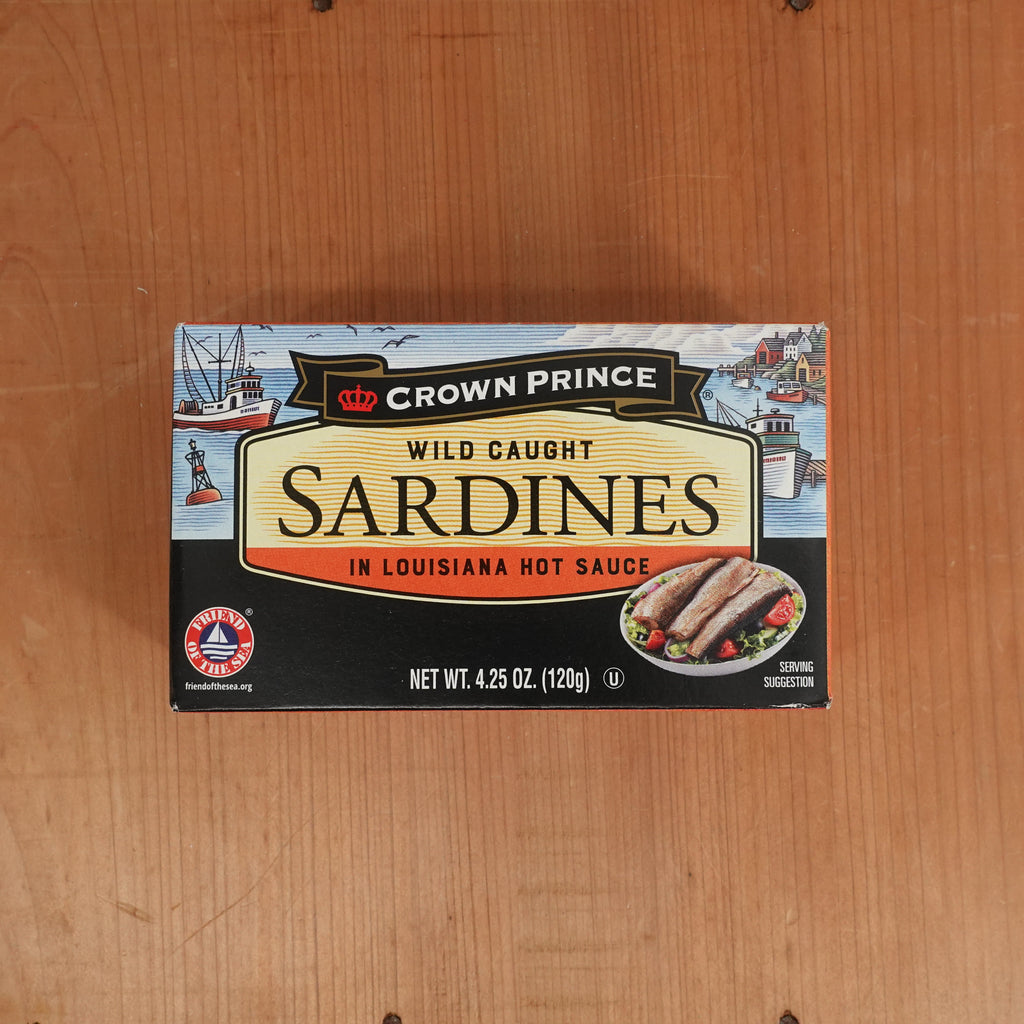 CROWN PRINCE
®
WILD CAUGHT
SARDINES
IN LOUISIANA HOT SAUCE
FRIEND
OF THE SEA
®
friendofthesea.org
NET WT. 4.25 OZ. (120g) U
SERVING
SUGGESTION